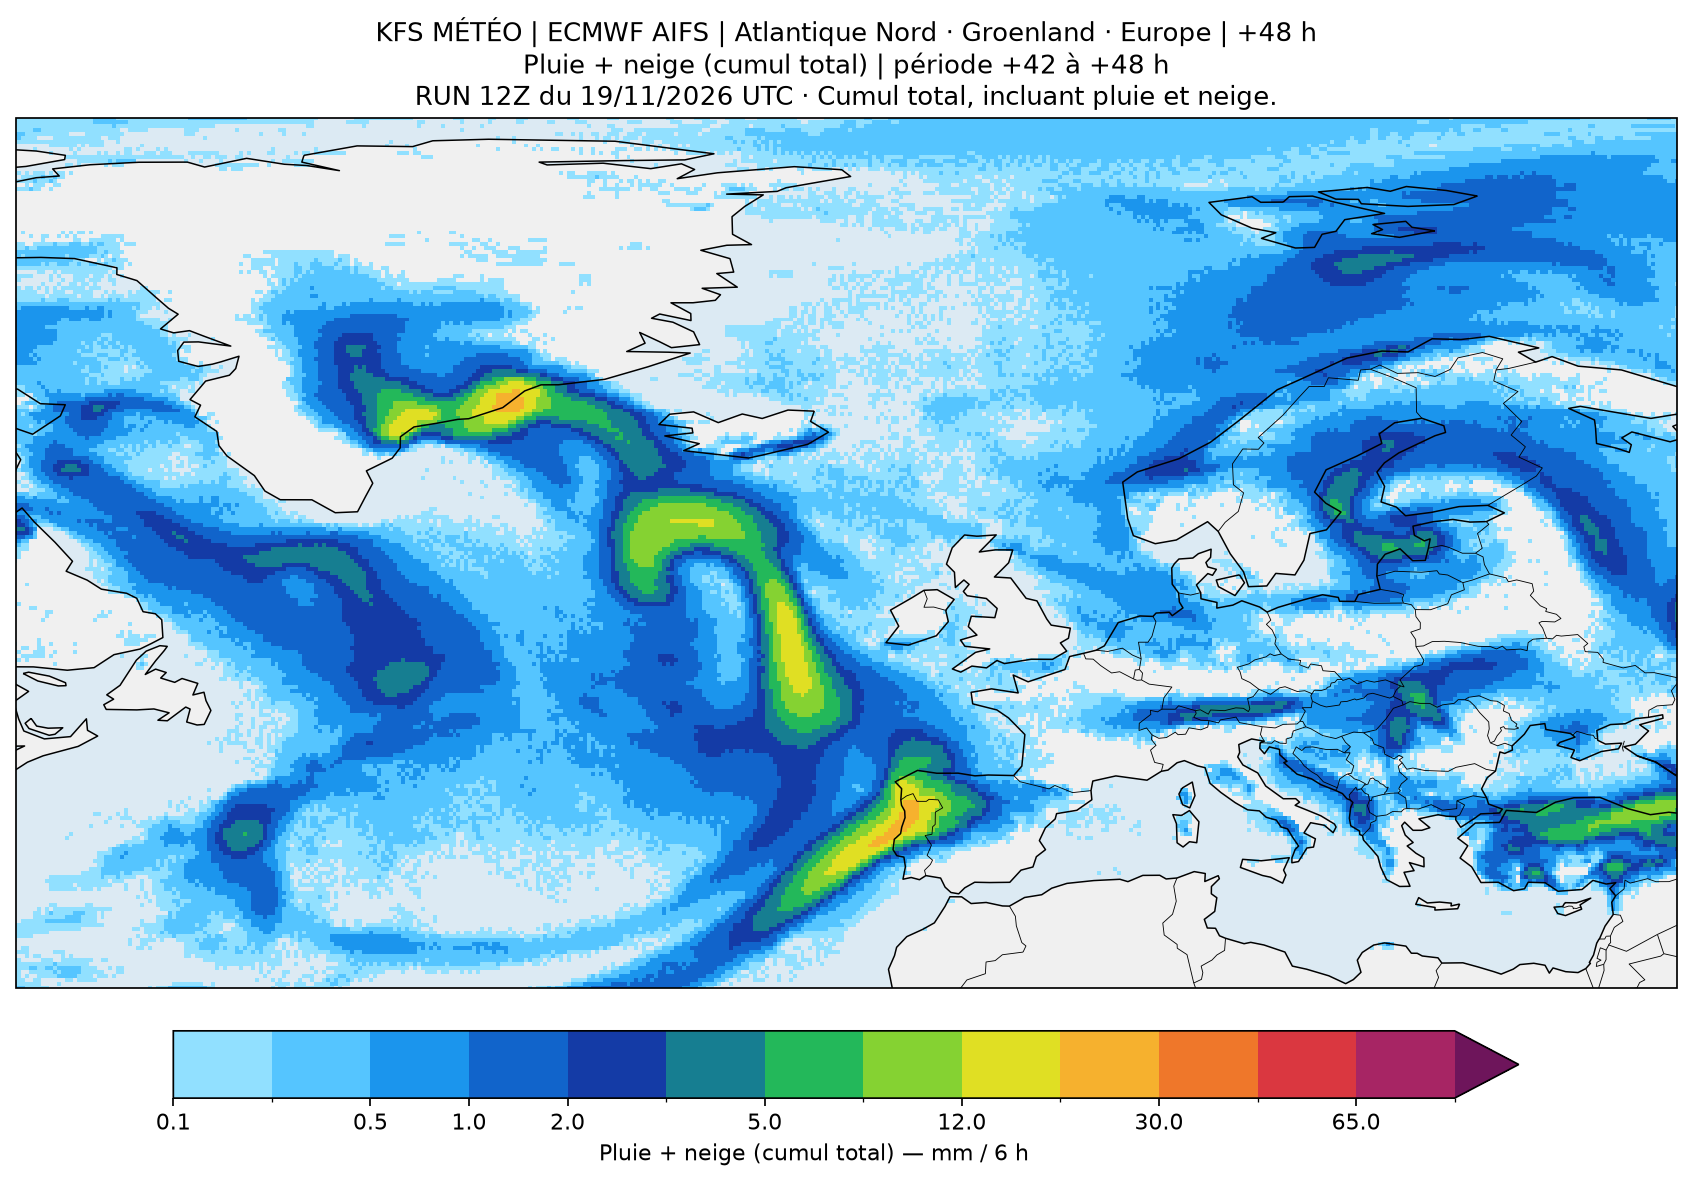 KFS MÉTÉO | ECMWF AIFS | Atlantique Nord · Groenland · Europe | +48 h
Pluie + neige (cumul total) | période +42 à +48 h
RUN 12Z du 19/11/2026 UTC · Cumul total, incluant pluie et neige.
0.1 0.5 1.0 2.0 5.0 12.0 30.0 65.0
Pluie + neige (cumul total) — mm / 6 h